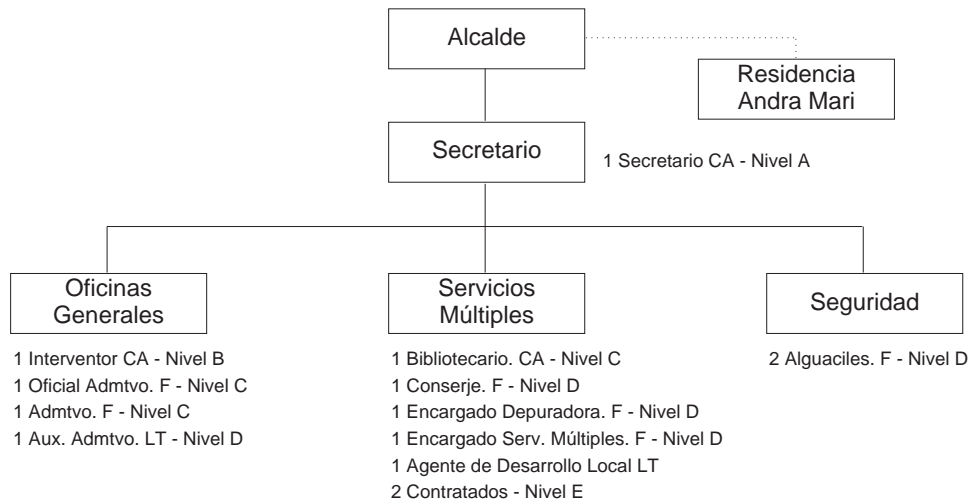 Alcalde
Residencia
Andra Mari
Secretario
1 Secretario CA - Nivel A
Oficinas
Generales
1 Interventor CA - Nivel B
1 Oficial Admtvo. F - Nivel C
1 Admtvo. F - Nivel C
1 Aux. Admtvo. LT - Nivel D
Servicios
Múltiples
1 Bibliotecario. CA - Nivel C
1 Conserje. F - Nivel D
1 Encargado Depuradora. F - Nivel D
1 Encargado Serv. Múltiples. F - Nivel D
1 Agente de Desarrollo Local LT
2 Contratados - Nivel E
Seguridad
2 Alguaciles. F - Nivel D